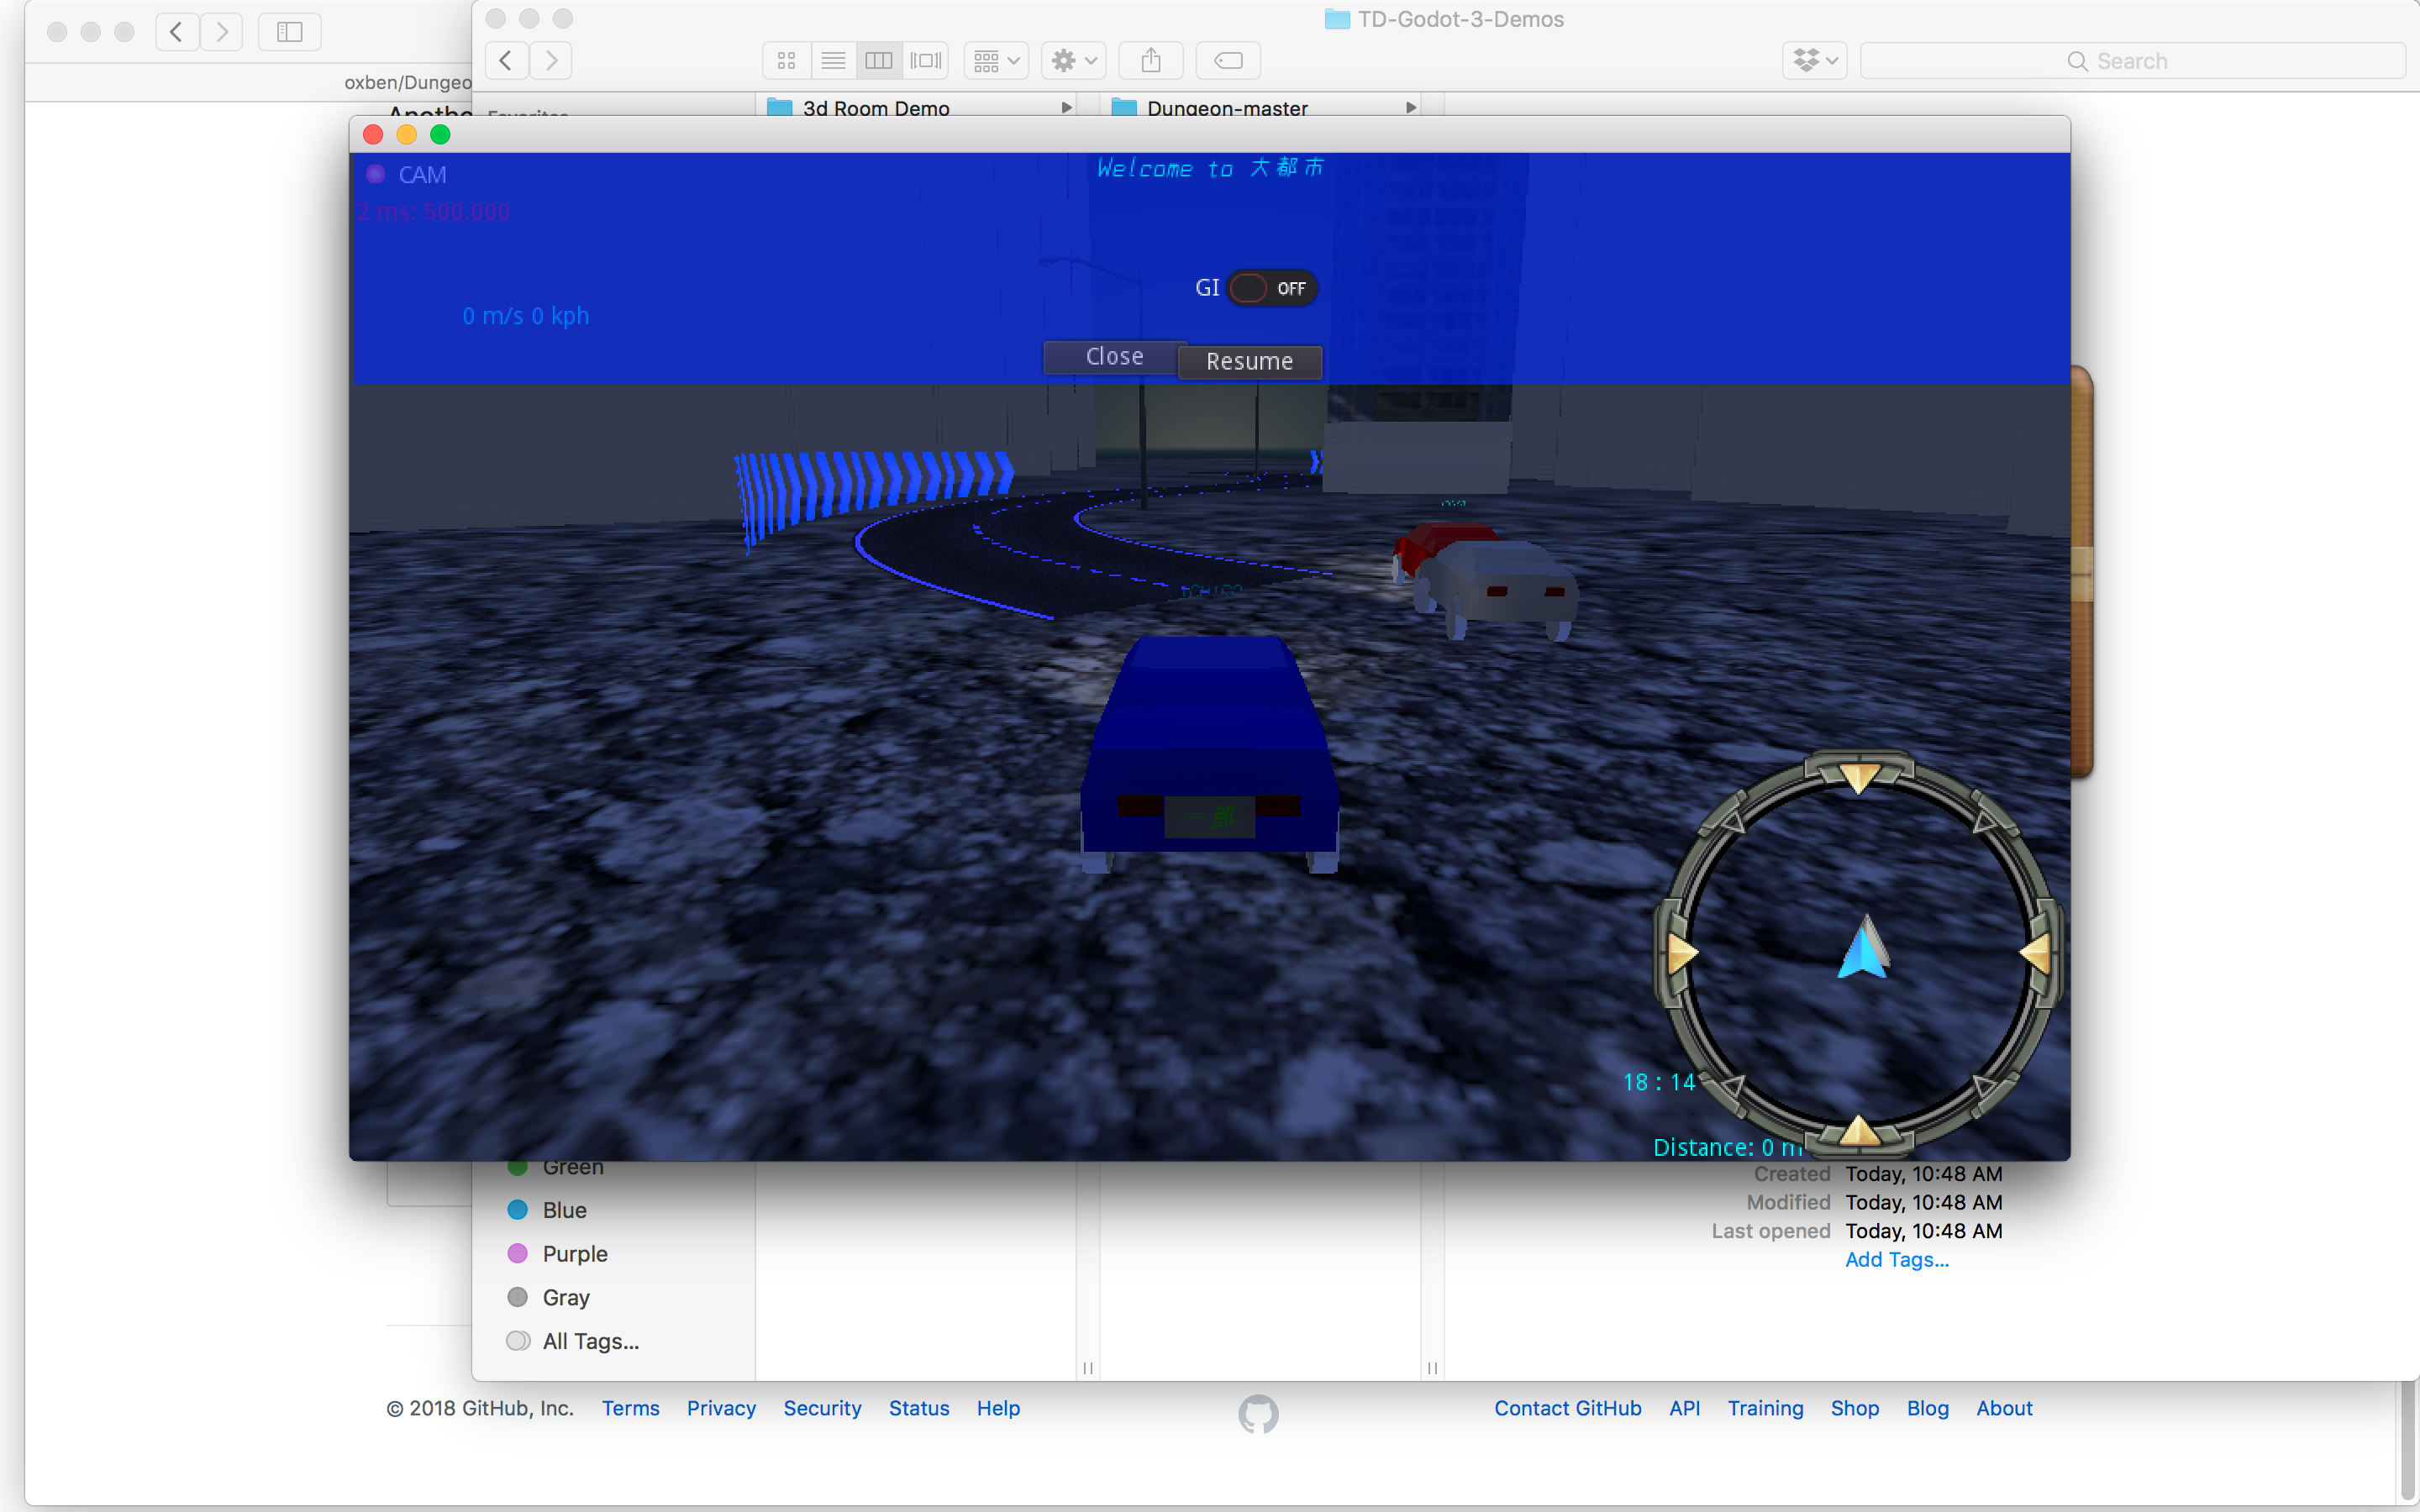 TD-Godot-3-Demos
Search
oxben/Dungeo
3d Room Demo
Dungeon-master
CAM
Welcome to 大都市
2 ms: 500.000
GI OFF
0 m/s 0 kph
Close
Resume
18 : 14
Distance: 0 m
Green
Created Today, 10:48 AM
Modified Today, 10:48 AM
Blue
Last opened Today, 10:48 AM
Purple
Add Tags...
Gray
All Tags...
© 2018 GitHub, Inc. Terms Privacy Security Status Help
Contact GitHub API Training Shop Blog About